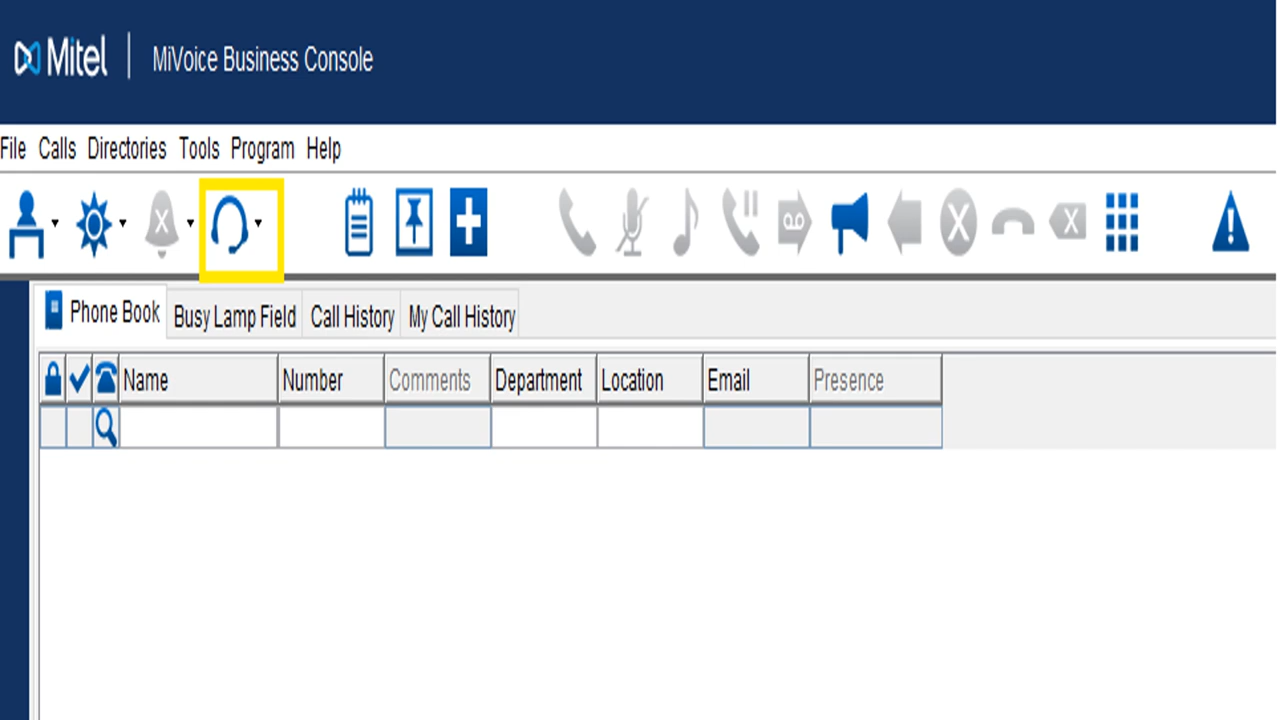 Mitel | MiVoice Business Console
File Calls Directories Tools Program Help
Phone Book Busy Lamp Field Call History My Call History
Name Number Comments Department Location Email Presence